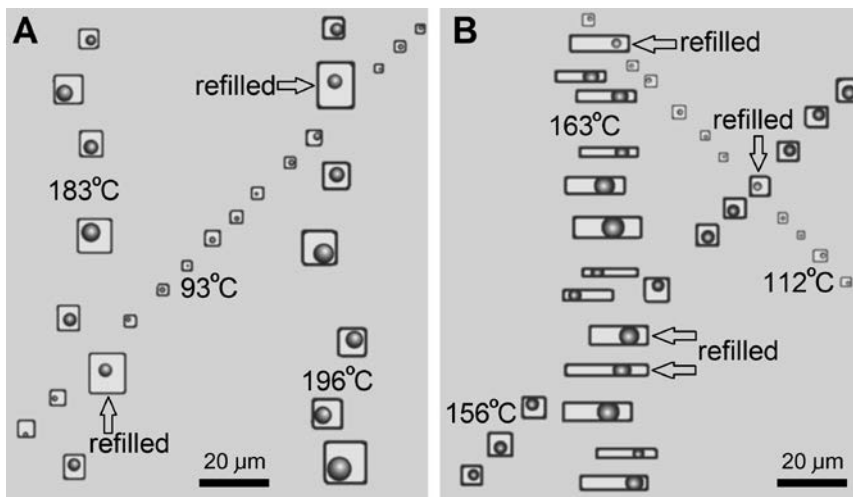 A
refilled
183°C
93°C
196°C
refilled
20 µm
B
refilled
163°C
refilled
112°C
refilled
156°C
20 µm